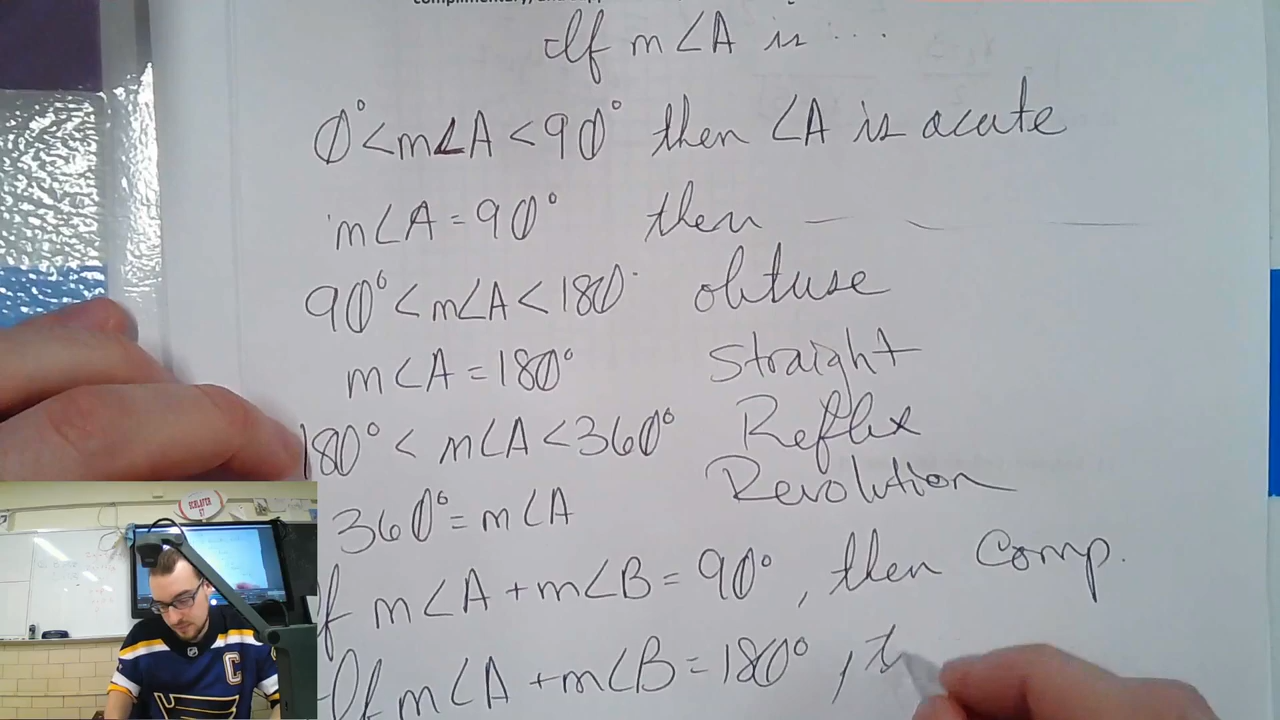 If m∠A is ...
0° < m∠A < 90° then ∠A is acute
m∠A = 90° then
90° < m∠A < 180° obtuse
m∠A = 180° straight
180° < m∠A < 360° Reflex
360° = m∠A Revolution
If m∠A + m∠B = 90°, then Comp.
If m∠A + m∠B = 180°, t
C